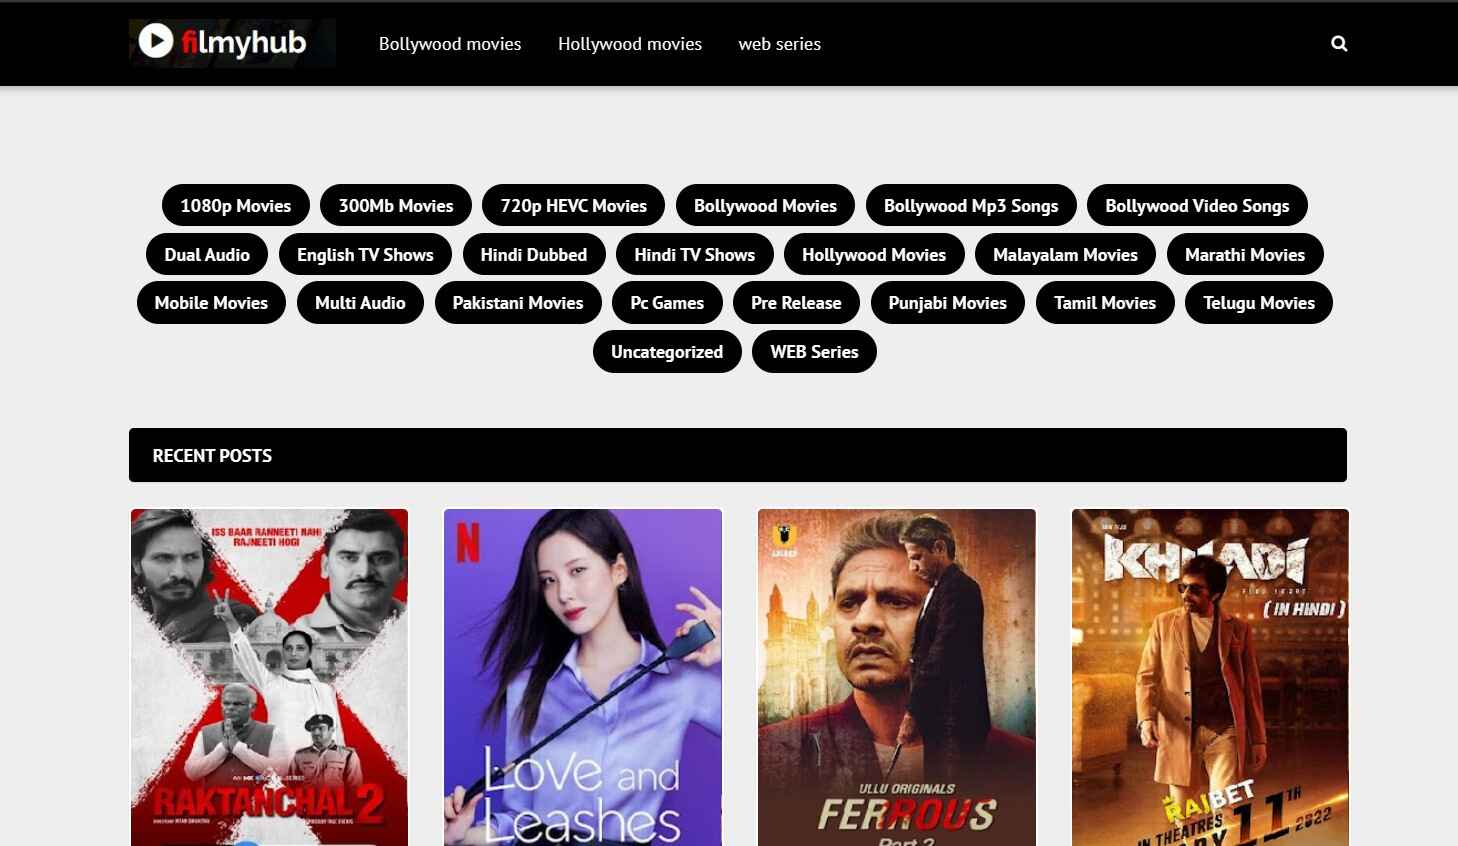 filmyhub Bollywood movies Hollywood movies web series
1080p Movies 300Mb Movies 720p HEVC Movies Bollywood Movies Bollywood Mp3 Songs Bollywood Video Songs
Dual Audio English TV Shows Hindi Dubbed Hindi TV Shows Hollywood Movies Malayalam Movies Marathi Movies
Mobile Movies Multi Audio Pakistani Movies Pc Games Pre Release Punjabi Movies Tamil Movies Telugu Movies
Uncategorized WEB Series
RECENT POSTS
ISS BAAR RANNEETI NAHI
RAJNEETI HOGI
RAKTANCHAL 2
N
Love and
Leashes
ULLU ORIGINALS
FERROUS
Part 2
KHILADI
( IN HINDI )
RAJBET
IN THEATRES
11TH
2022